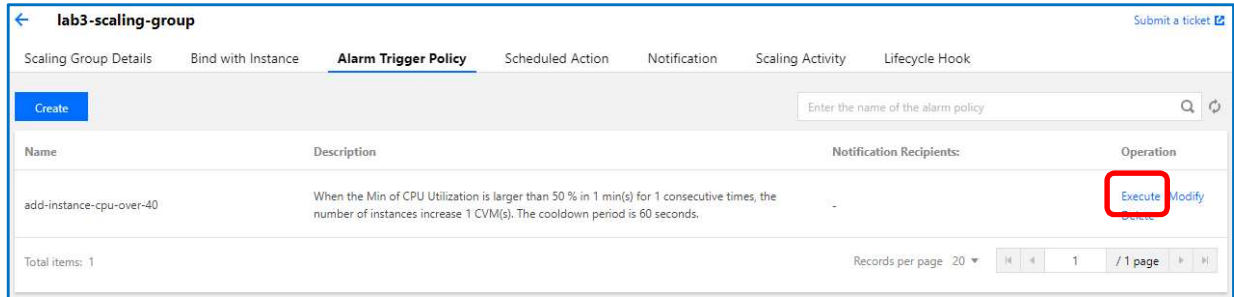 lab3-scaling-group
Submit a ticket
Scaling Group Details Bind with Instance Alarm Trigger Policy Scheduled Action Notification Scaling Activity Lifecycle Hook
Create
Enter the name of the alarm policy
Name Description Notification Recipients: Operation
add-instance-cpu-over-40
When the Min of CPU Utilization is larger than 50 % in 1 min(s) for 1 consecutive times, the
number of instances increase 1 CVM(s). The cooldown period is 60 seconds.
-
Execute Modify
Delete
Total items: 1
Records per page 20 1 / 1 page